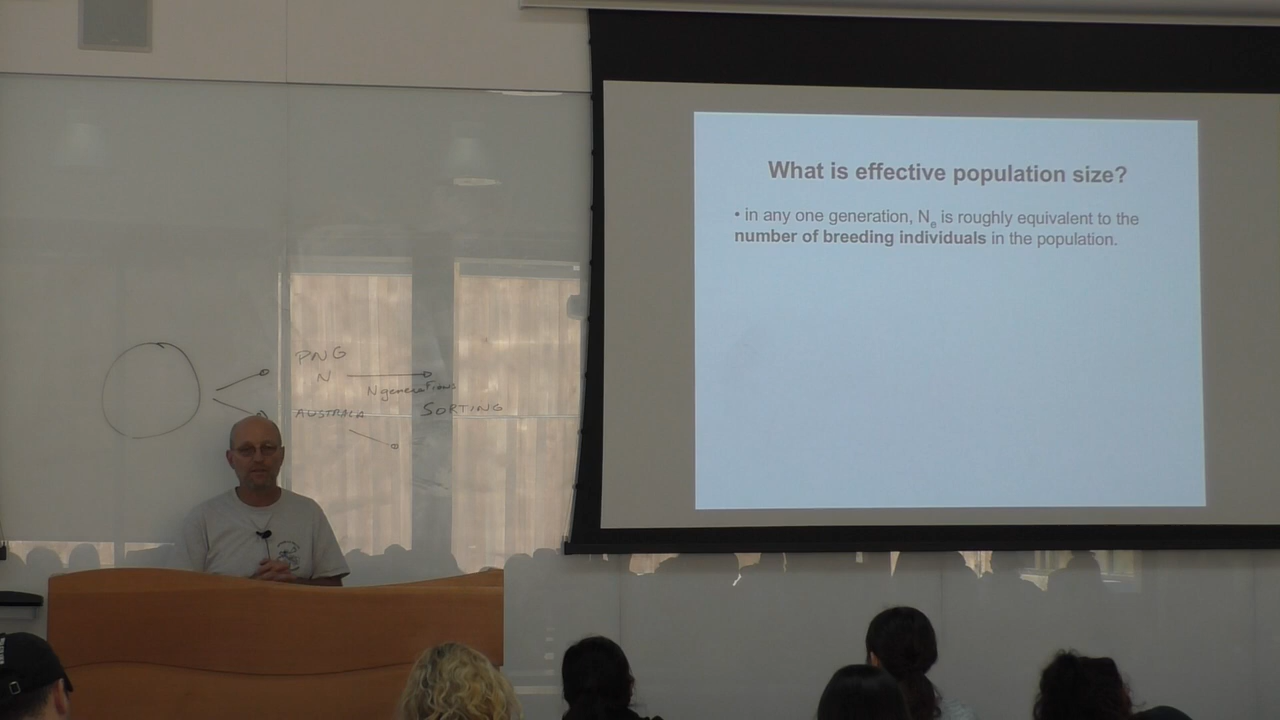 What is effective population size?
• in any one generation, Ne is roughly equivalent to the
number of breeding individuals in the population.
PNG
N
Ngenerations
AUSTRALA
SORTING